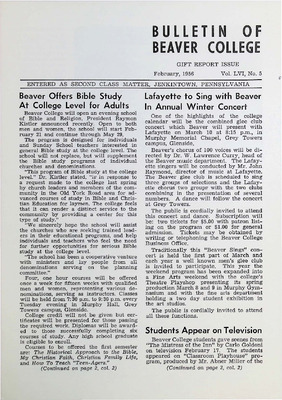 BULLETIN OF
BEAVER COLLEGE
GIFT REPORT ISSUE
February, 1956
Vol. LVI, No. 5
ENTERED AS SECOND CLASS MATTER, JENKINTOWN, PENNSYLVANIA
Beaver Offers Bible Study
At College Level for Adults
Beaver College will open an evening school
of Bible and Religion, President Raymon
Kistler announced recently. Open to both
men and women, the school will start Feb-
ruary 21 and continue through May 29.
The program is designed for individuals
and Sunday School teachers interested in
general Bible study at the college level. The
school will not replace, but will supplement
the Bible study programs of individual
churches and denominations.
"This program of Bible study at the college
level," Dr. Kistler stated, "is in response to
a request made to the College last spring
by church leaders and members of the com-
munity in the Old York Road area for ad-
vanced courses of study in Bible and Chris-
tian Education for laymen. The college feels
that it can render a distinct service to the
community by providing a center for this
type of study."
"We sincerely hope the school will assist
the churches who are training trained lead-
ers in their educational program, and help
individuals and teachers who feel the need
for further opportunities for serious Bible
study at the college level.
"The school has been a cooperative venture
with ministers and lay people from all
denominations serving on the planning
committee."
Four, one hour courses will be offered
once a week for fifteen weeks with qualified
men and women, representing various de-
nominations, serving as instructors. Classes
will be held from 7:30 p.m. to 9:30 p.m. every
Tuesday evening in Murphy Hall, Grey
Towers campus, Glenside.
College credit will not be given but cer-
tificates will be presented for those passing
the required work. Diplomas will be award-
ed to those successfully completing six
courses of study. Any high school graduate
is eligible to enroll.
Courses to be offered the first semester
are: The Historical Approach to the Bible,
My Christian Faith, Christian Family Life,
and How To Teach "Teen-Agers."
(Continued on page 2, col. 2)
Lafayette to Sing with Beaver
In Annual Winter Concert
One of the highlights of the college
calendar will be the combined glee club
concert which Beaver will present with
Lafayette on March 10 at 8:15 p.m., in
Murphy Memorial Chapel, Grey Towers
campus, Glenside.
Beaver's chorus of 100 voices will be di-
rected by Dr. W. Lawrence Curry, head of
the Beaver music department. The Lafay-
ette singers will be conducted by Mr. John
Raymond, director of music at Lafayette.
The Beaver glee club is scheduled to sing
three groups of selections and the Lafay-
ette chorus two groups with the two clubs
combining in the presentation of several
numbers. A dance will follow the concert
at Grey Towers.
The public is cordially invited to attend
this concert and dance. Subscriptions are
two tickets for $5.00 with patron list-
ing on the program or $1.00 for general
admission. Tickets may be obtained by
writing or telephoning the Beaver College
Business Office.
Traditionally this "Beaver Sings" con-
cert is held the first part of March and
each year a well known men's glee club
is invited to participate. This year the
weekend program has been expanded into
a Fine Arts weekend with the college's
Theatre Playshop presenting its spring
production March 8 and 9 in Murphy Gym-
nasium and with the fine arts department
holding a two day student exhibition in
the art studios.
The public is cordially invited to attend
all these functions.
Students Appear on Television
Beaver College students gave scenes from
"The Mistress of the Inn" by Carlo Goldoni
on television February 17. The students
appeared on "Classroom Playhouse" pro-
gram, produced by Mr. Abner Miller of the
(Continued on page 2, col. 2)